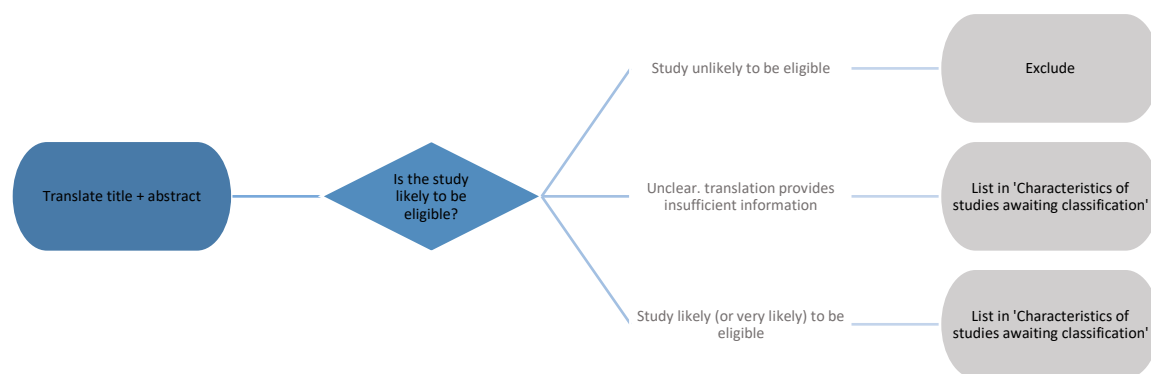 Translate title + abstract
Is the study
likely to be
eligible?
Study unlikely to be eligible
Exclude
Unclear. translation provides
insufficient information
List in 'Characteristics of
studies awaiting classification'
Study likely (or very likely) to be
eligible
List in 'Characteristics of
studies awaiting classification'